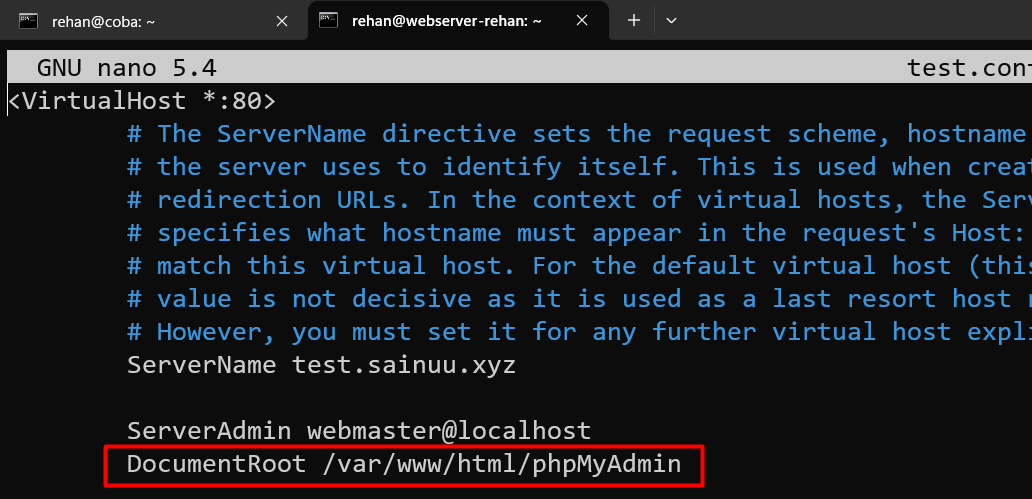 rehan@coba: ~
rehan@webserver-rehan: ~
GNU nano 5.4 test.conf
<VirtualHost *:80>
# The ServerName directive sets the request scheme, hostname
# the server uses to identify itself. This is used when creat
# redirection URLs. In the context of virtual hosts, the Serv
# specifies what hostname must appear in the request's Host:
# match this virtual host. For the default virtual host (this
# value is not decisive as it is used as a last resort host
# However, you must set it for any further virtual host expli
ServerName test.sainuu.xyz
ServerAdmin webmaster@localhost
DocumentRoot /var/www/html/phpMyAdmin